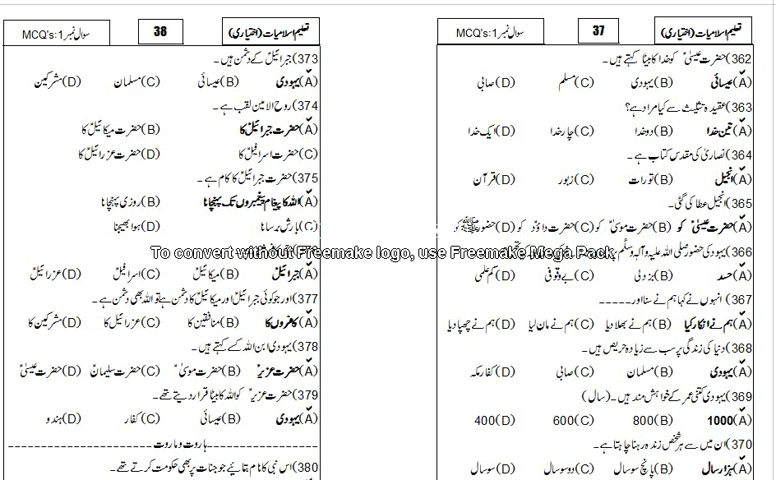 تعلیم اسلامیات (اختیاری) 37 سوال نمبر1: MCQ's
362) حضرت عیسیٰؑ کو خدا کا بیٹا کہتے ہیں۔
(A) عیسائی (B) یہودی (C) مسلم (D) صابی
363) عقیدہ تثلیث سے کیا مراد ہے؟
(A) تین خدا (B) دو خدا (C) چار خدا (D) ایک خدا
364) نصاریٰ کی مقدس کتاب ہے۔
(A) انجیل (B) تورات (C) زبور (D) قرآن
365) انجیل عطا کی گئی۔
(A) حضرت عیسیٰؑ کو (B) حضرت موسیٰؑ کو (C) حضرت داؤدؑ کو (D) حضورﷺ کو
366) یہود کی حضور صلی اللہ علیہ وآلہ وسلم
(A) حسد (B) بزدلی (C) بے وقوفی (D) کم علمی
367) انہوں نے کہا ہم نے سنا اور-----
(A) ہم نے انکار کیا (B) ہم نے بھلا دیا (C) ہم نے مان لیا (D) ہم نے چھپا دیا
368) دنیا کی زندگی پر سب سے زیادہ حریص ہیں۔
(A) یہودی (B) مسلمان (C) صابی (D) کفار مکہ
369) یہودی کتنی عمر کے خواہش مند ہیں۔ (سال)
(A) 1000 (B) 800 (C) 600 (D) 400
370) ان میں سے ہر شخص زندہ رہنا چاہتا ہے۔
(A) ہزار سال (B) پانچ سو سال (C) دو سو سال (D) سو سال
تعلیم اسلامیات (اختیاری) 38 سوال نمبر1: MCQ's
373) جبرائیل کے دشمن ہیں۔
(A) یہودی (B) عیسائی (C) مسلمان (D) مشرکین
374) روح الامین لقب ہے۔
(A) حضرت جبرائیلؑ کا (B) حضرت میکائیلؑ کا
(C) حضرت اسرافیلؑ کا (D) حضرت عزرائیلؑ کا
375) حضرت جبرائیلؑ کا کام ہے۔
(A) اللہ کا پیغام پیغمبروں تک پہنچانا (B) روزی پہنچانا
(C) بارش برسانا (D) ہوا بھیجنا
To convert without Freemake logo, use Freemake Mega Pack
(A) جبرائیلؑ (B) میکائیلؑ (C) اسرافیلؑ (D) عزرائیلؑ
377) اور جو کوئی جبرائیلؑ اور میکائیلؑ کا دشمن ہے تو اللہ بھی دشمن ہے۔
(A) کافروں کا (B) منافقین کا (C) عزرائیل کا (D) مشرکین کا
378) یہودی ابن اللہ کسے کہتے ہیں۔
(A) حضرت عزیرؑ (B) حضرت موسیٰؑ (C) حضرت سلیمانؑ (D) حضرت عیسیٰؑ
379) حضرت عزیرؑ کو اللہ کا بیٹا قرار دیتے تھے۔
(A) یہودی (B) عیسائی (C) کفار (D) ہندو
ہاروت وماروت
380) اس نبی کا نام بتائیے جو جنات پر بھی حکومت کرتے تھے۔